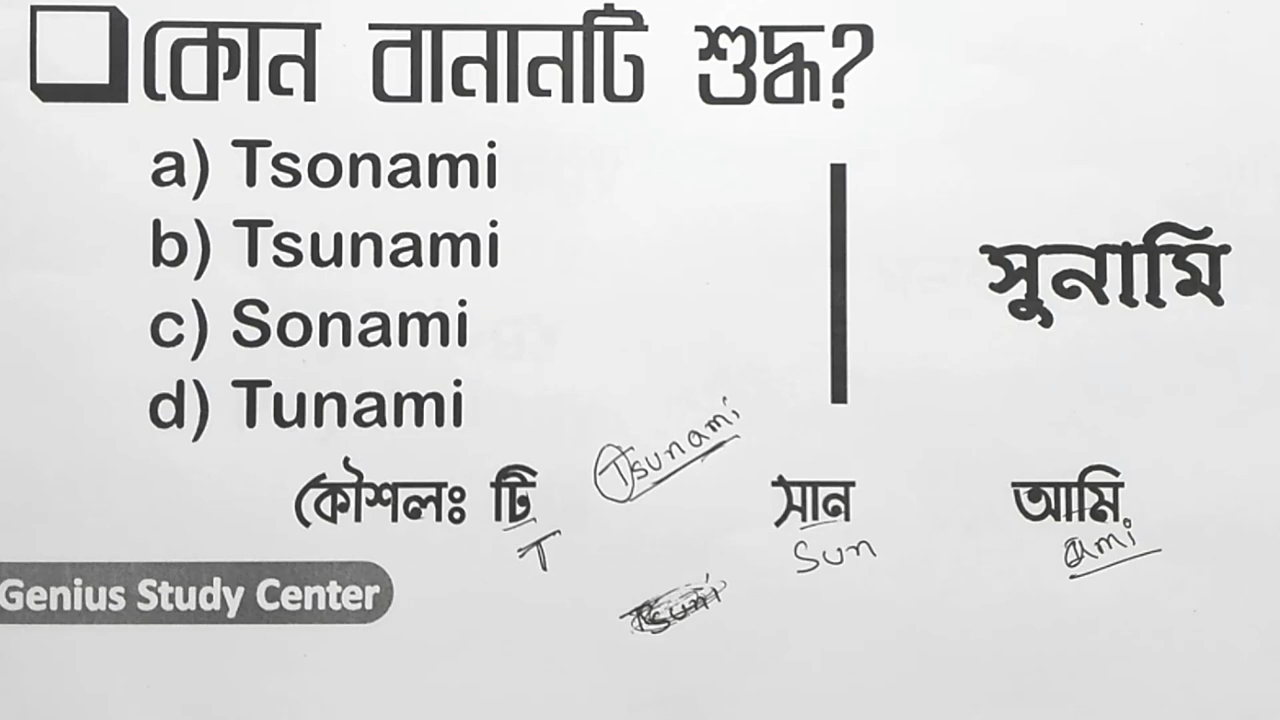 কোন বানানটি শুদ্ধ?
a) Tsonami
b) Tsunami
c) Sonami
d) Tunami
সুনামি
Tsunami
কৌশলঃ টি সান আমি
T Sun ami
Genius Study Center